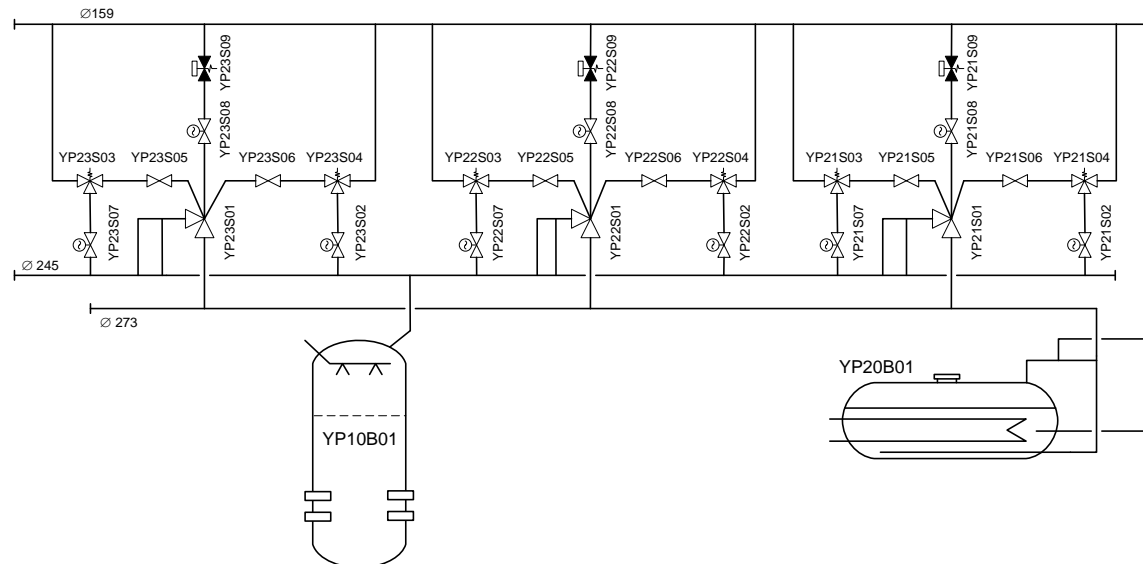 ∅159
YP23S09
YP22S09
YP21S09
YP23S08
YP22S08
YP21S08
YP23S03 YP23S05 YP23S06 YP23S04 YP22S03 YP22S05 YP22S06 YP22S04 YP21S03 YP21S05 YP21S06 YP21S04
YP23S07
YP23S01
YP23S02
YP22S07
YP22S01
YP22S02
YP21S07
YP21S01
YP21S02
∅ 245
∅ 273
YP20B01
YP10B01